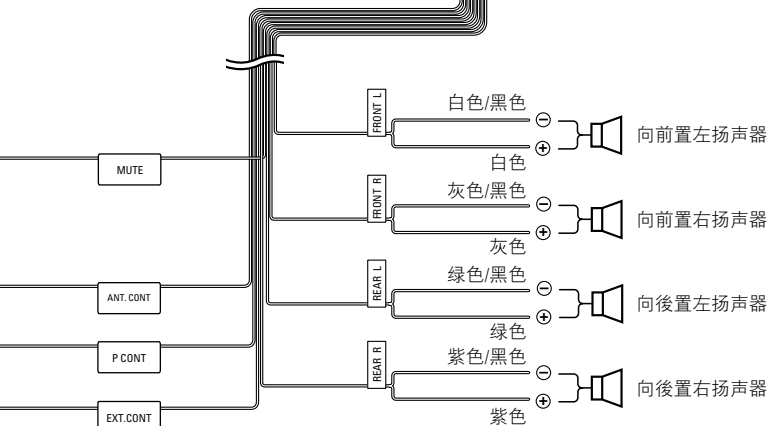 FRONT L
白色/黑色
⊖
⊕
向前置左扬声器
白色
MUTE
FRONT R
灰色/黑色
⊖
⊕
向前置右扬声器
灰色
ANT. CONT
REAR L
绿色/黑色
⊖
⊕
向後置左扬声器
绿色
P CONT
REAR R
紫色/黑色
⊖
⊕
向後置右扬声器
紫色
EXT.CONT